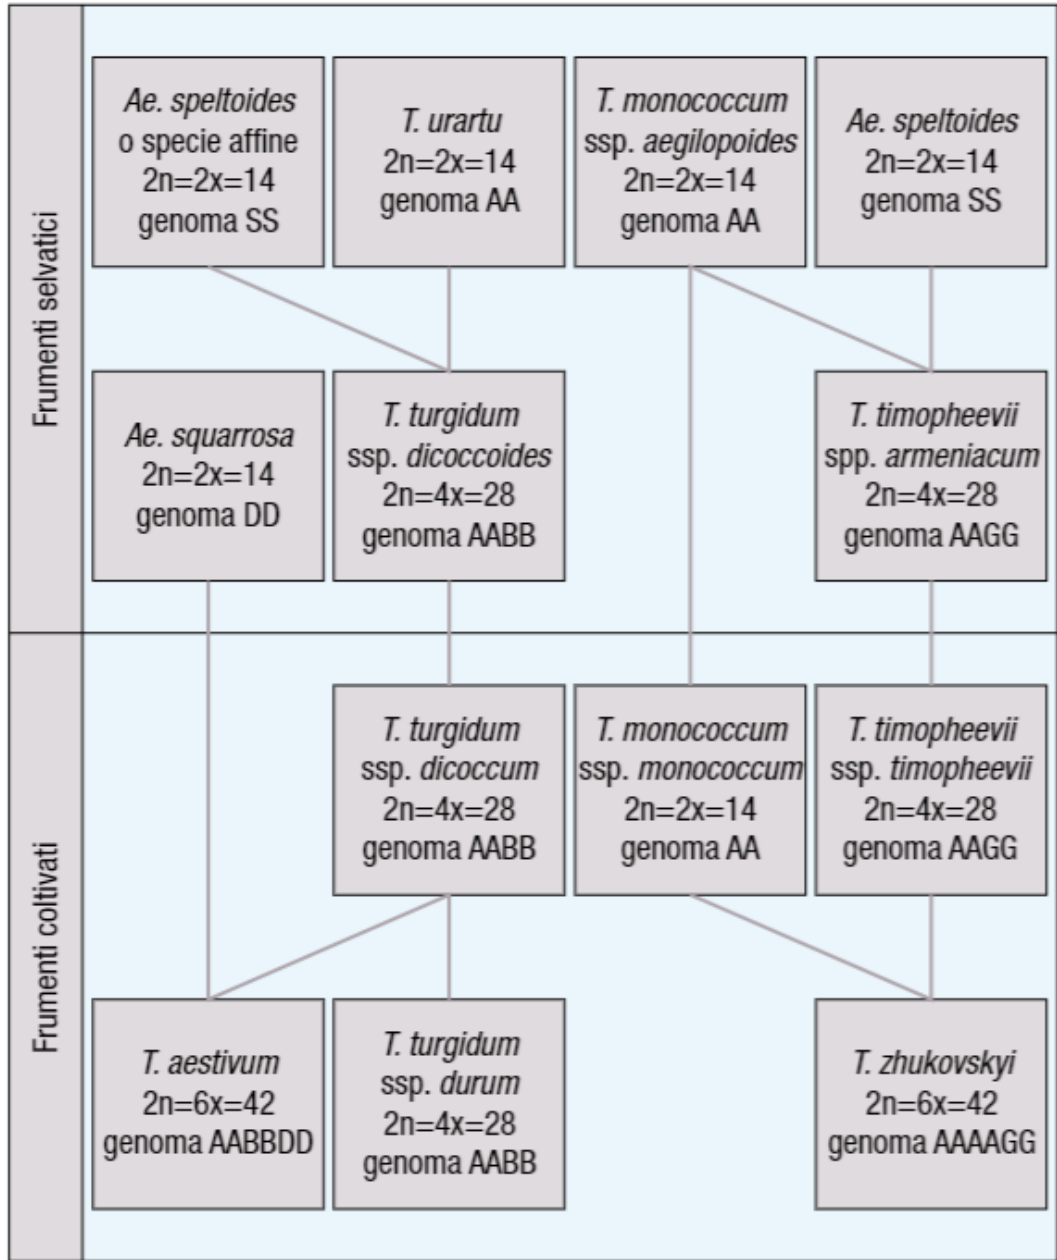 Frumenti selvatici
Ae. speltoides
o specie affine
2n=2x=14
genoma SS
T. urartu
2n=2x=14
genoma AA
T. monococcum
ssp. aegilopoides
2n=2x=14
genoma AA
Ae. speltoides
2n=2x=14
genoma SS
Ae. squarrosa
2n=2x=14
genoma DD
T. turgidum
ssp. dicoccoides
2n=4x=28
genoma AABB
T. timopheevii
spp. armeniacum
2n=4x=28
genoma AAGG
Frumenti coltivati
T. turgidum
ssp. dicoccum
2n=4x=28
genoma AABB
T. monococcum
ssp. monococcum
2n=2x=14
genoma AA
T. timopheevii
ssp. timopheevii
2n=4x=28
genoma AAGG
T. aestivum
2n=6x=42
genoma AABBDD
T. turgidum
ssp. durum
2n=4x=28
genoma AABB
T. zhukovskyi
2n=6x=42
genoma AAAAGG